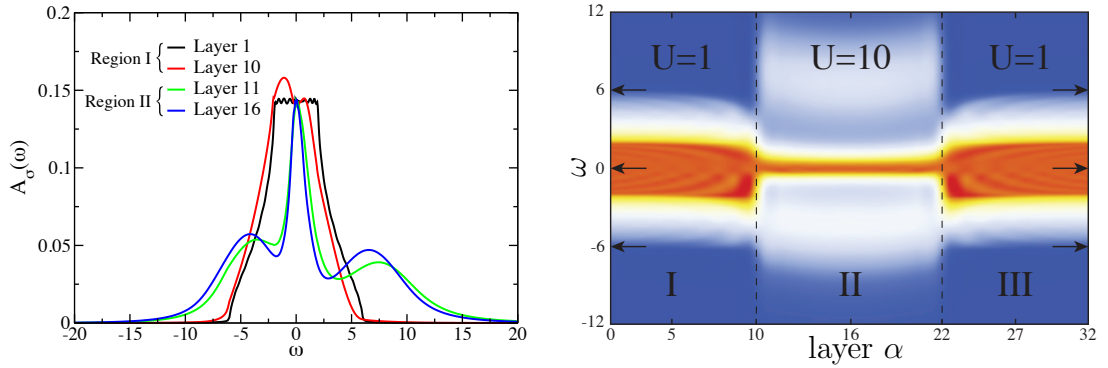 0.2
0.15
0.1
0.05
0
A_σ(ω)
Region I { Layer 1
Layer 10
Region II { Layer 11
Layer 16
-20 -15 -10 -5 0 5 10 15 20
ω
12
6
0
-6
-12
ω
U=1 U=10 U=1
I II III
0 5 10 16 22 27 32
layer α